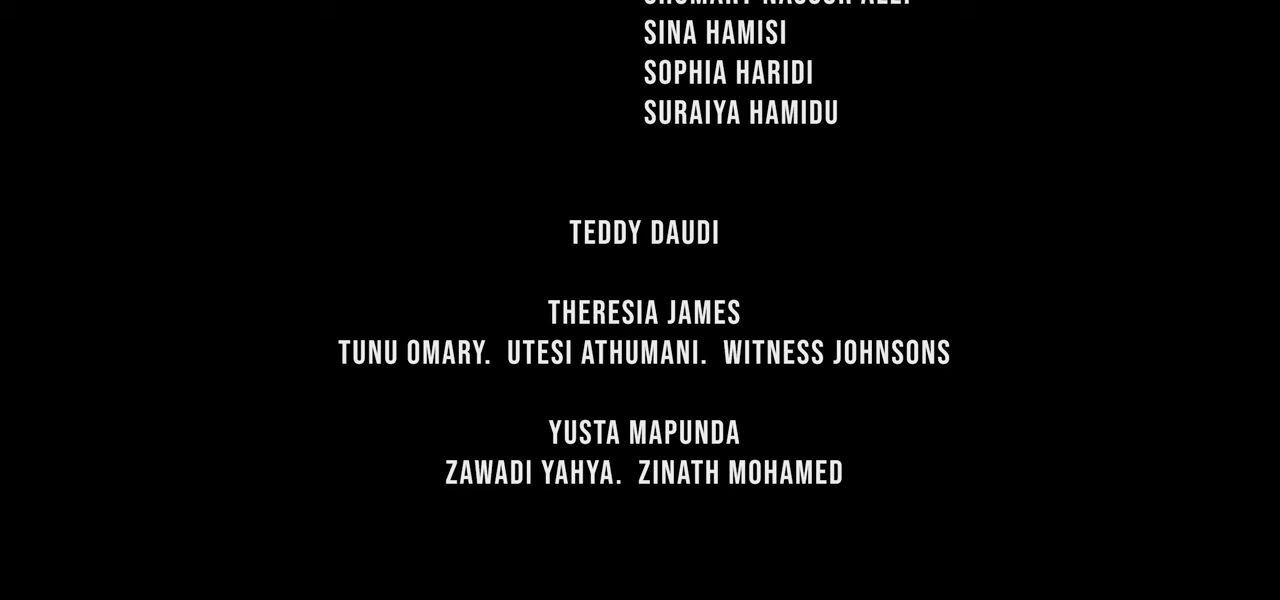 SINA HAMISI
SOPHIA HARIDI
SURAIYA HAMIDU
TEDDY DAUDI
THERESIA JAMES
TUNU OMARY. UTESI ATHUMANI. WITNESS JOHNSONS
YUSTA MAPUNDA
ZAWADI YAHYA. ZINATH MOHAMED